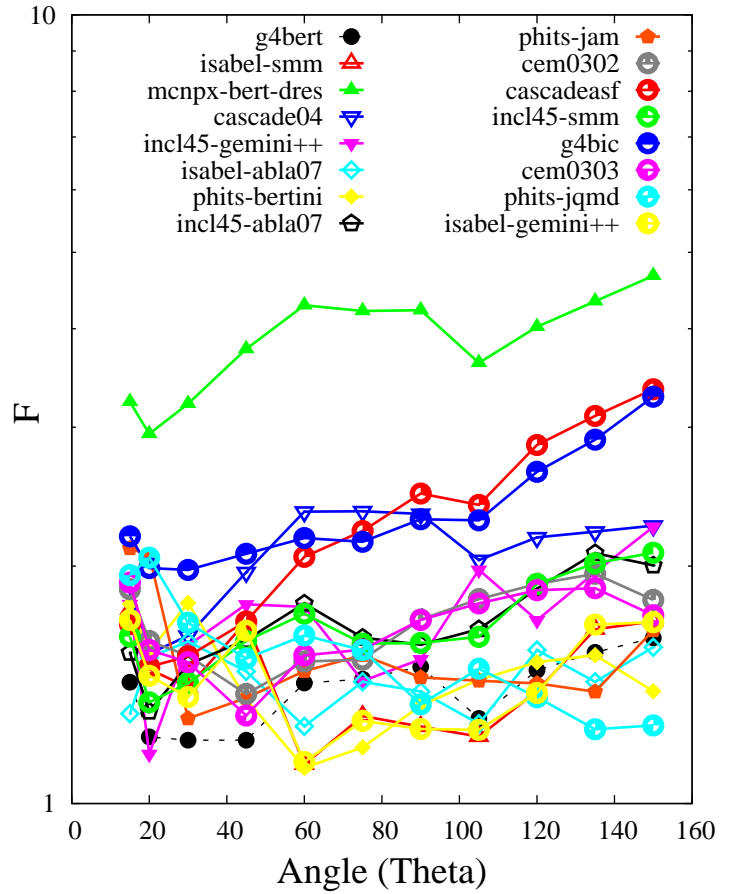 10
g4bert
isabel-smm
mcnpx-bert-dres
cascade04
incl45-gemini++
isabel-abla07
phits-bertini
incl45-abla07
phits-jam
cem0302
cascadeasf
incl45-smm
g4bic
cem0303
phits-jqmd
isabel-gemini++
F
1
0 20 40 60 80 100 120 140 160
Angle (Theta)